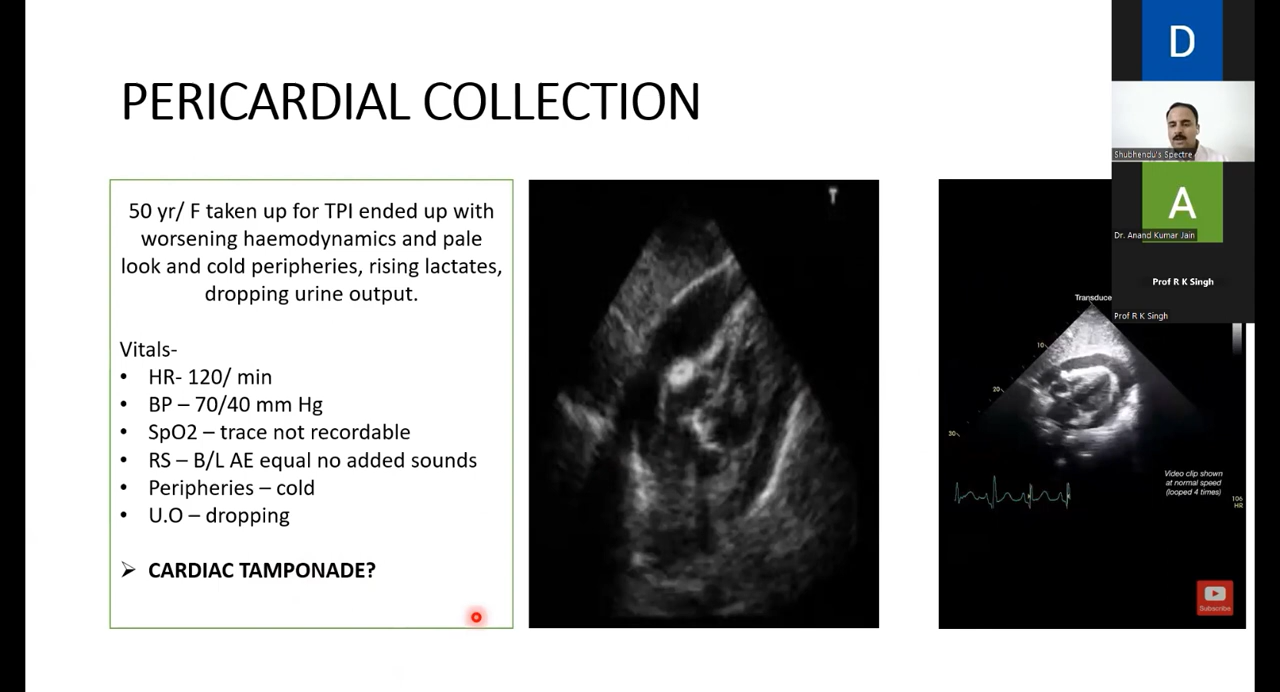 PERICARDIAL COLLECTION
50 yr/ F taken up for TPI ended up with
worsening haemodynamics and pale
look and cold peripheries, rising lactates,
dropping urine output.
Vitals-
• HR- 120/ min
• BP – 70/40 mm Hg
• SpO2 – trace not recordable
• RS – B/L AE equal no added sounds
• Peripheries – cold
• U.O – dropping
➢ CARDIAC TAMPONADE?
T
Transduce
10
20
30
Video clip shown
at normal speed
(looped 4 times)
106
HR
Subscribe
D
Shubhendu's Spectre
A
Dr. Anand Kumar Jain
Prof R K Singh
Prof R K Singh